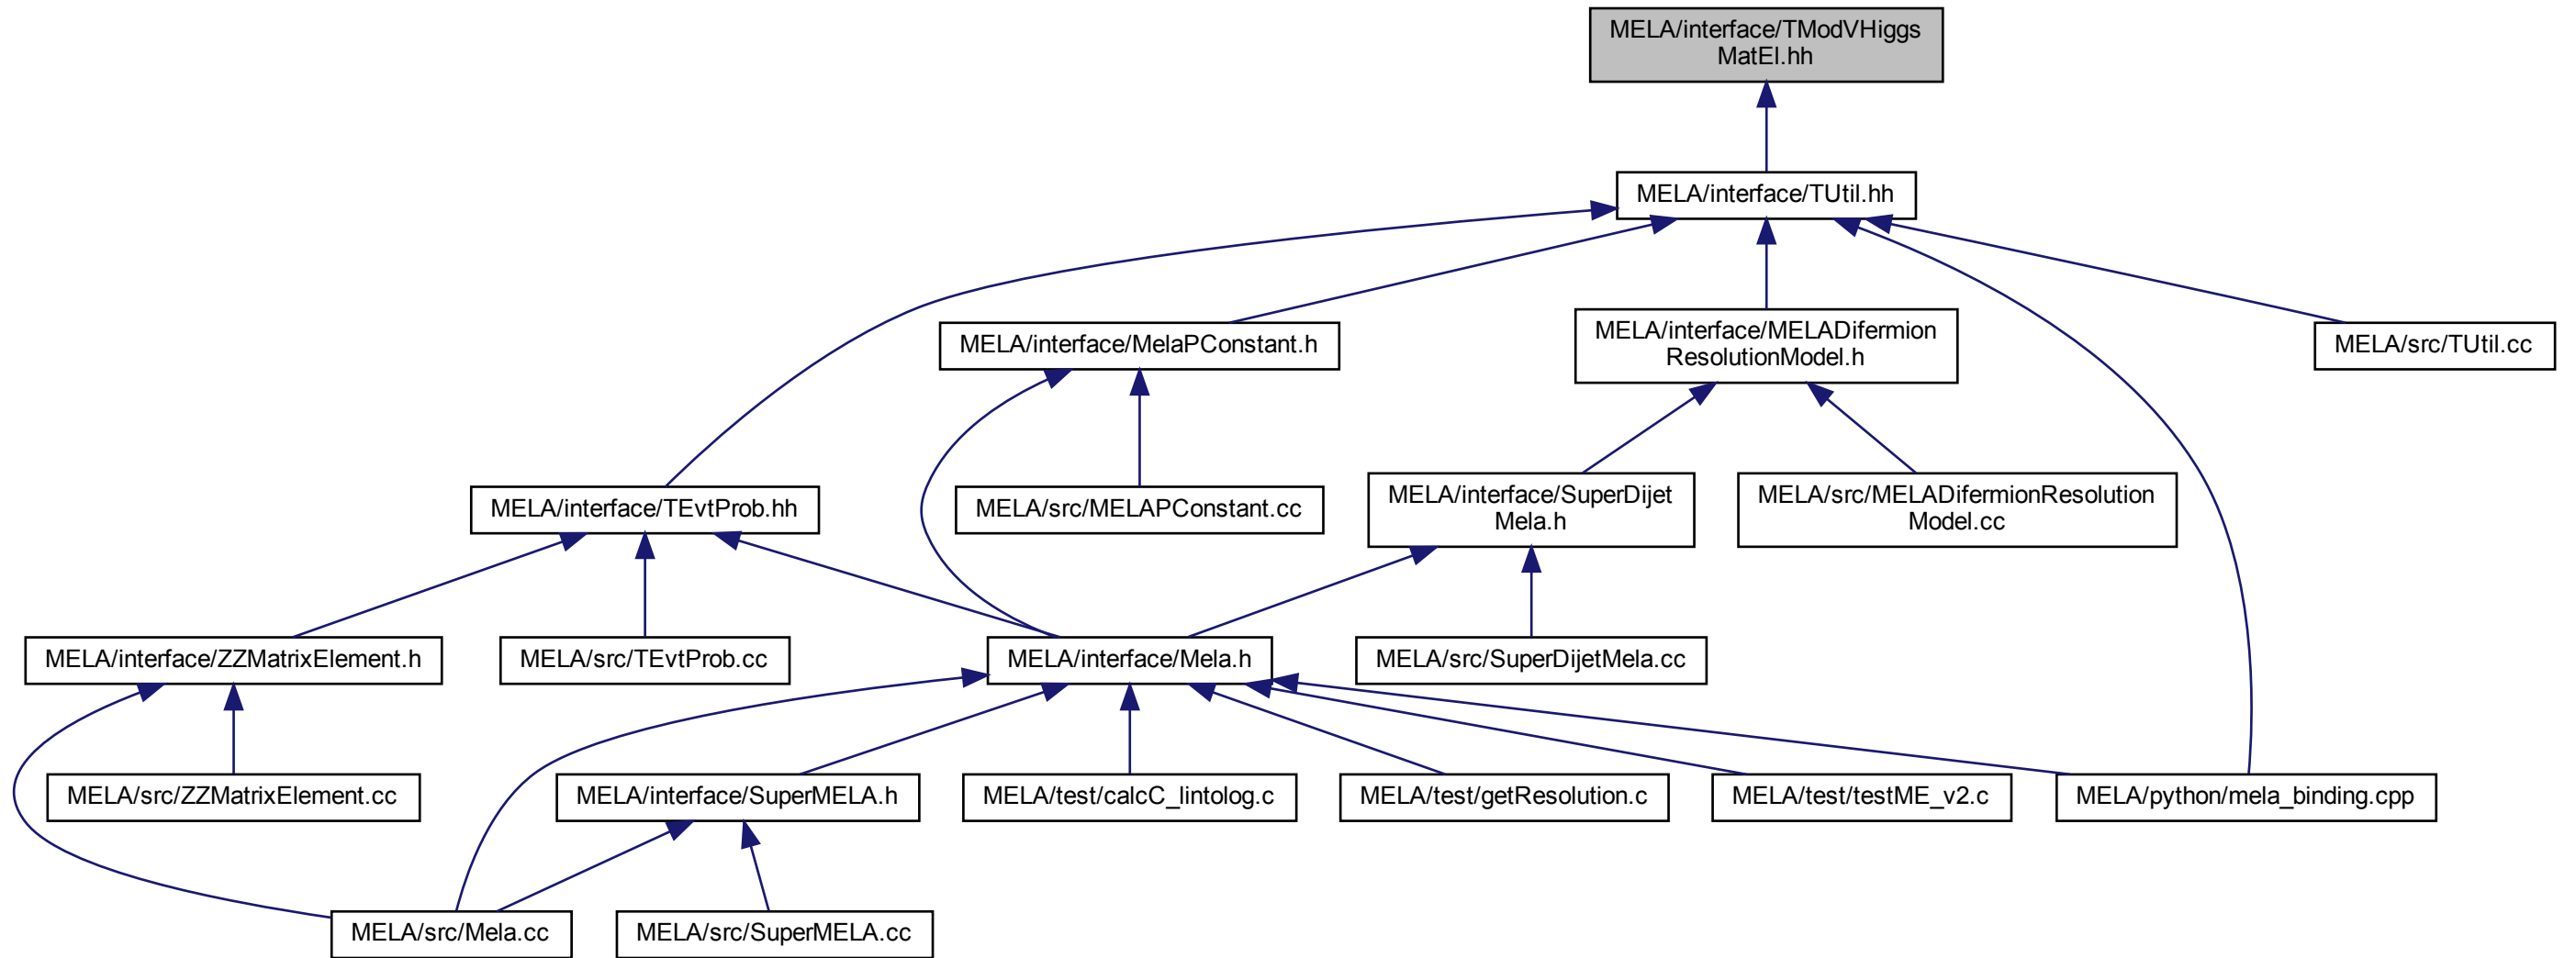 MELA/interface/TModVHiggs
MatEl.hh
MELA/interface/TUtil.hh
MELA/interface/MelaPConstant.h
MELA/interface/MELADifermion
ResolutionModel.h
MELA/src/TUtil.cc
MELA/interface/TEvtProb.hh
MELA/src/MELAPConstant.cc
MELA/interface/SuperDijet
Mela.h
MELA/src/MELADifermionResolution
Model.cc
MELA/interface/ZZMatrixElement.h
MELA/src/TEvtProb.cc
MELA/interface/Mela.h
MELA/src/SuperDijetMela.cc
MELA/src/ZZMatrixElement.cc
MELA/interface/SuperMELA.h
MELA/test/calcC_lintolog.c
MELA/test/getResolution.c
MELA/test/testME_v2.c
MELA/python/mela_binding.cpp
MELA/src/Mela.cc
MELA/src/SuperMELA.cc